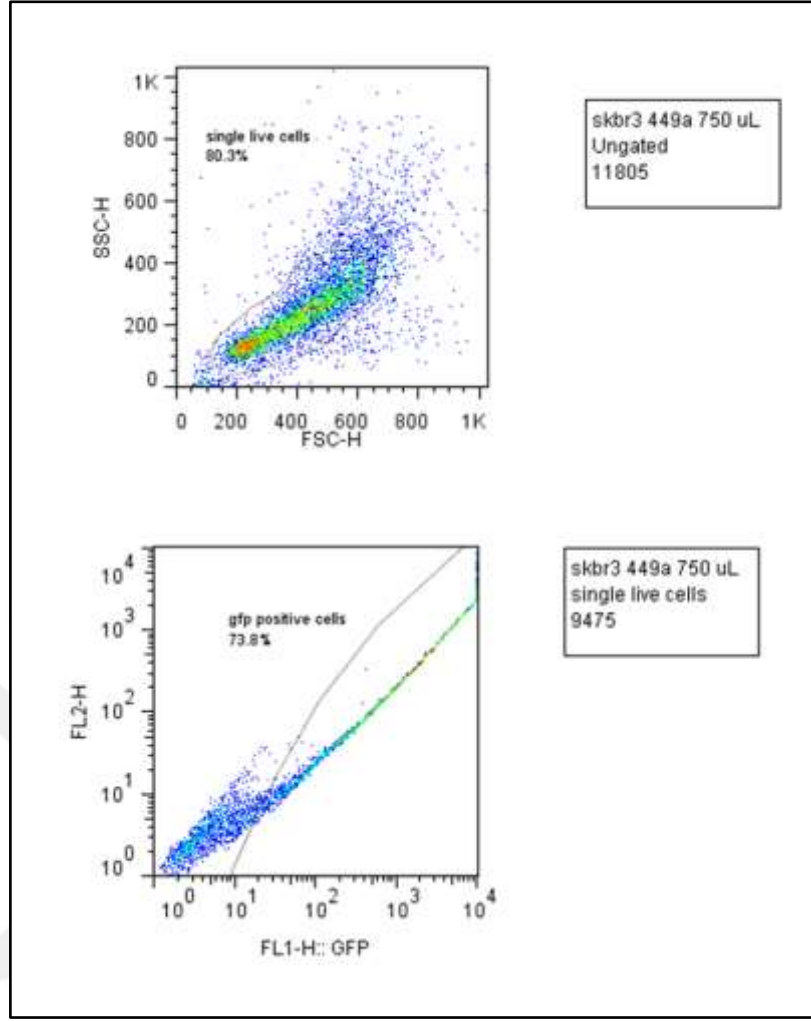 1K
800
600
400
200
0
SSC-H
single live cells
80.3%
0 200 400 600 800 1K
FSC-H
skbr3 449a 750 uL
Ungated
11805
10^4
10^3
10^2
10^1
10^0
FL2-H
gfp positive cells
73.8%
10^0 10^1 10^2 10^3 10^4
FL1-H:: GFP
skbr3 449a 750 uL
single live cells
9475